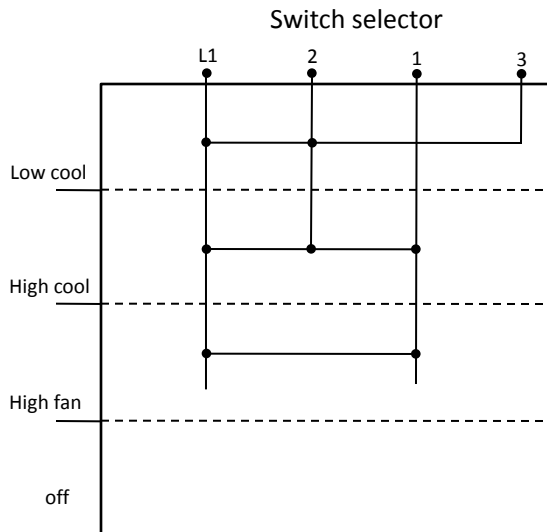 Switch selector
L1 2 1 3
Low cool
High cool
High fan
off